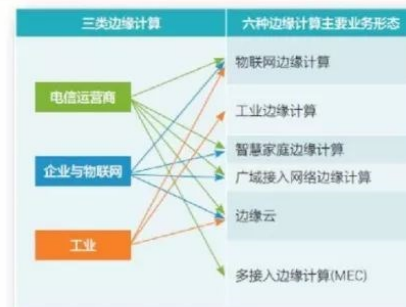 三类边缘计算
六种边缘计算主要业务形态
电信运营商
企业与物联网
工业
物联网边缘计算
工业边缘计算
智慧家庭边缘计算
广域接入网络边缘计算
边缘云
多接入边缘计算(MEC)